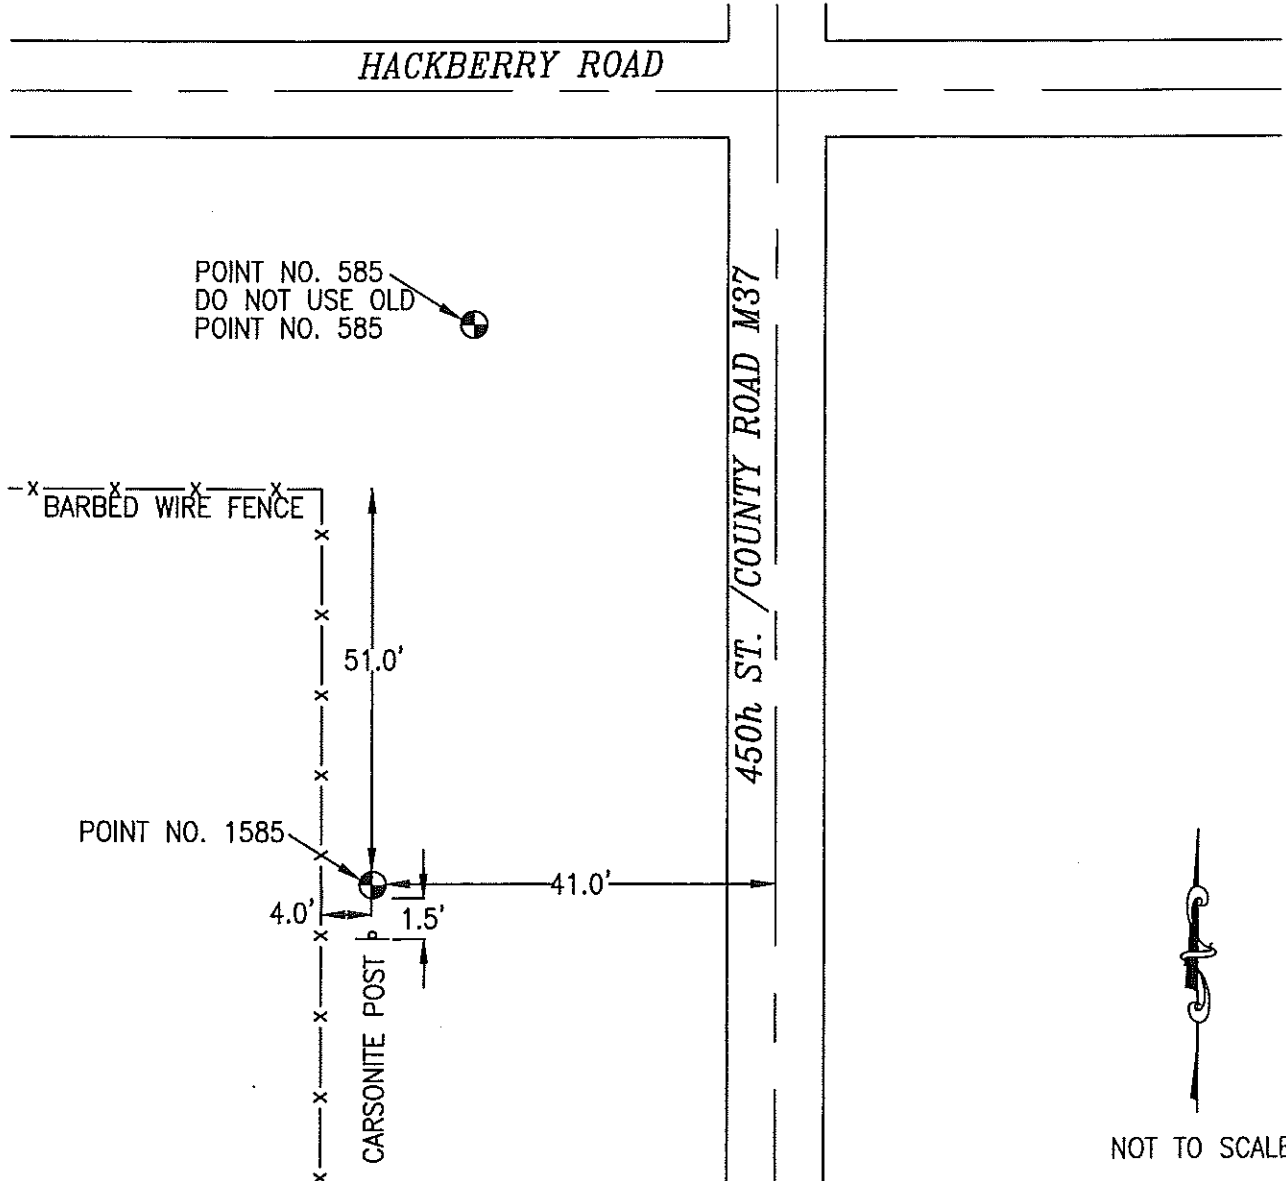 HACKBERRY ROAD
POINT NO. 585
DO NOT USE OLD
POINT NO. 585
450h ST. /COUNTY ROAD M37
BARBED WIRE FENCE
51.0'
POINT NO. 1585
41.0'
4.0'
1.5'
CARSONITE POST
NOT TO SCALE